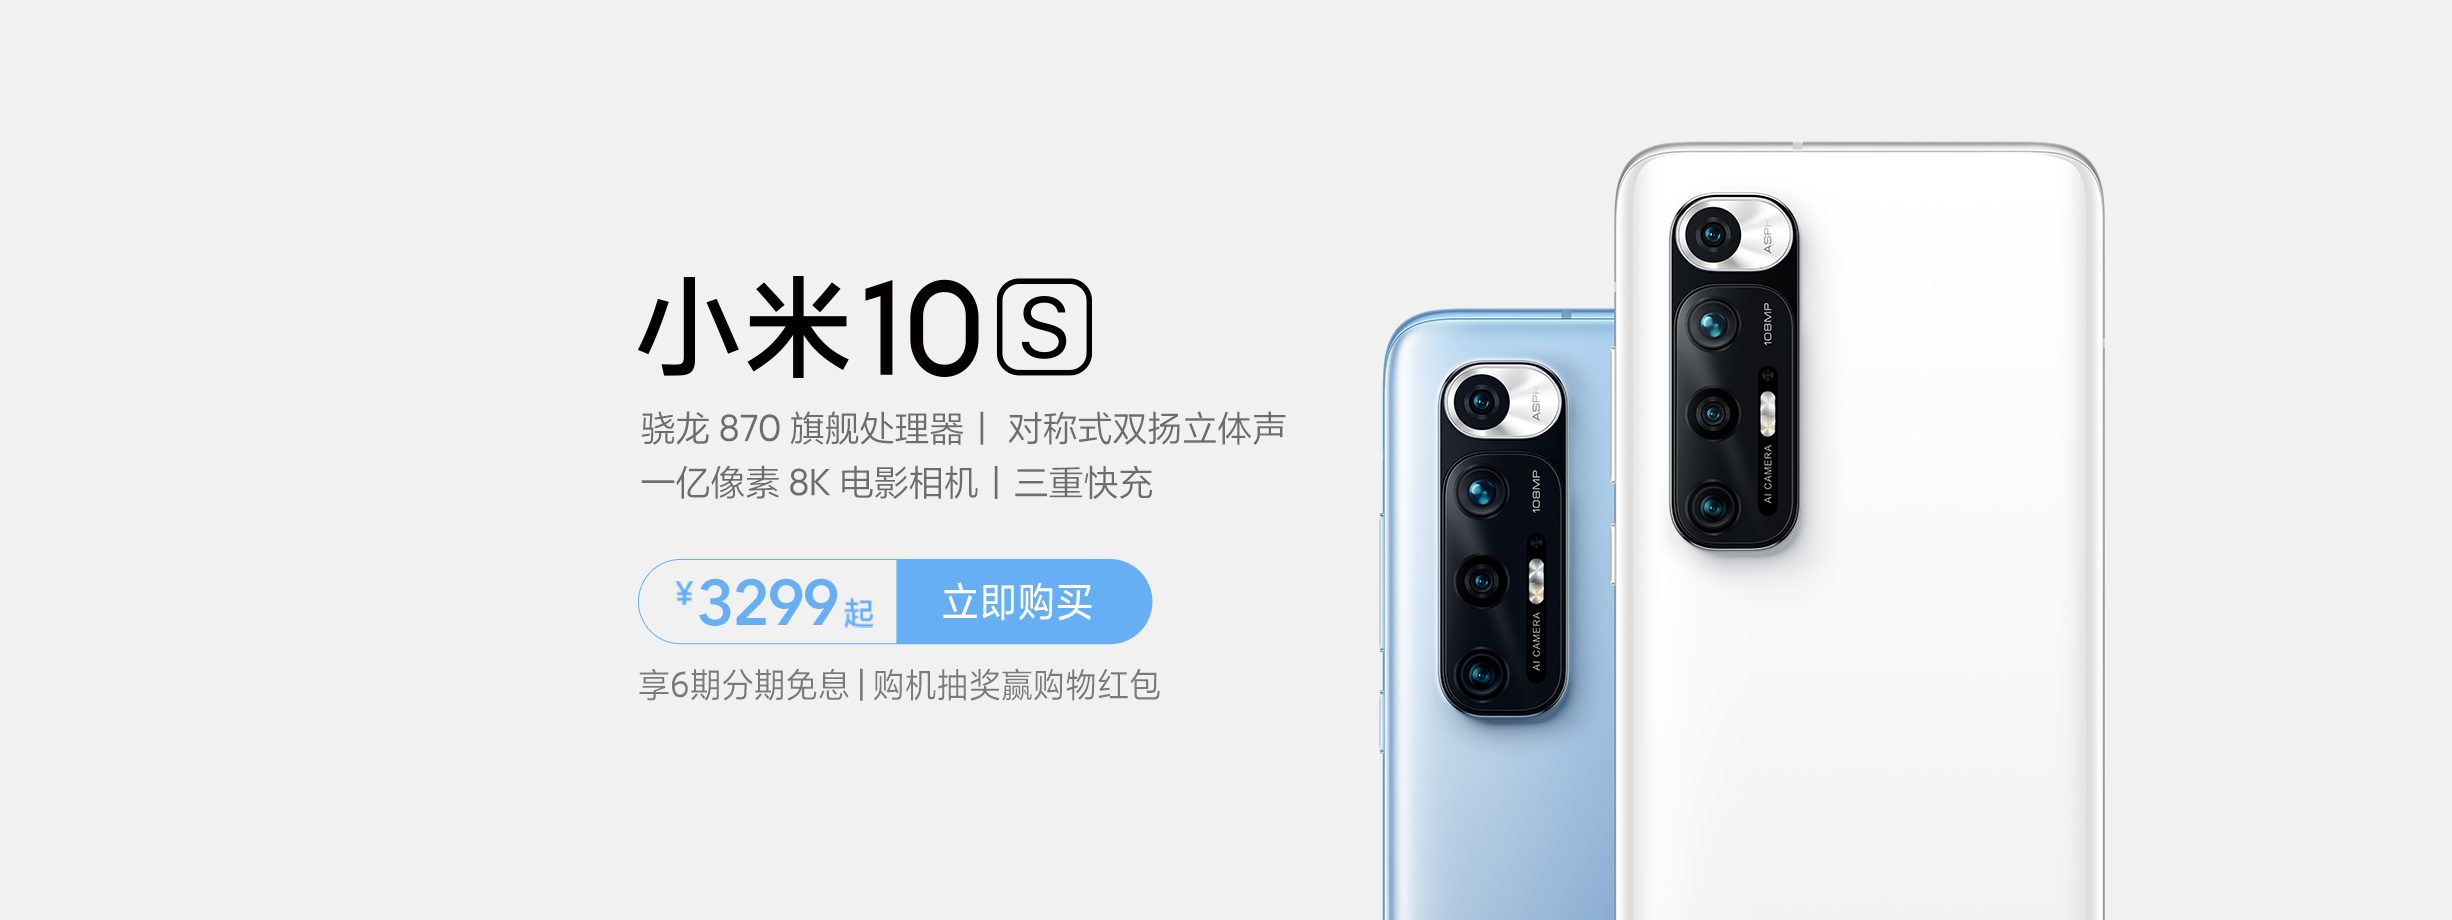 小米10 S
骁龙 870 旗舰处理器丨 对称式双扬立体声
一亿像素 8K 电影相机丨三重快充
¥3299起 立即购买
享6期分期免息|购机抽奖赢购物红包
ASPH
108MP
AI CAMERA
ASPH
108MP
AI CAMERA